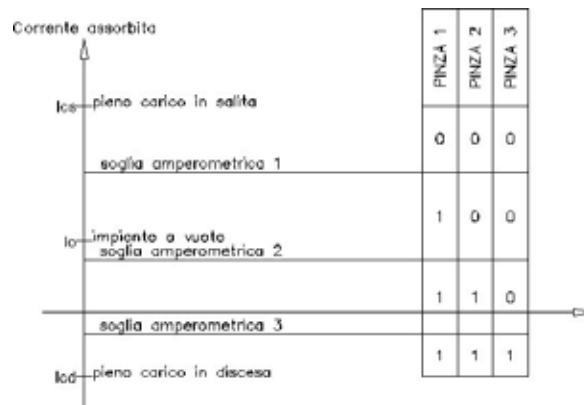 Corrente assorbita
PINZA 1
PINZA 2
PINZA 3
Ics
pieno carico in salita
0 0 0
soglia amperometrica 1
1 0 0
Io
impianto a vuoto
soglia amperometrica 2
1 1 0
soglia amperometrica 3
1 1 1
Icd
pieno carico in discesa